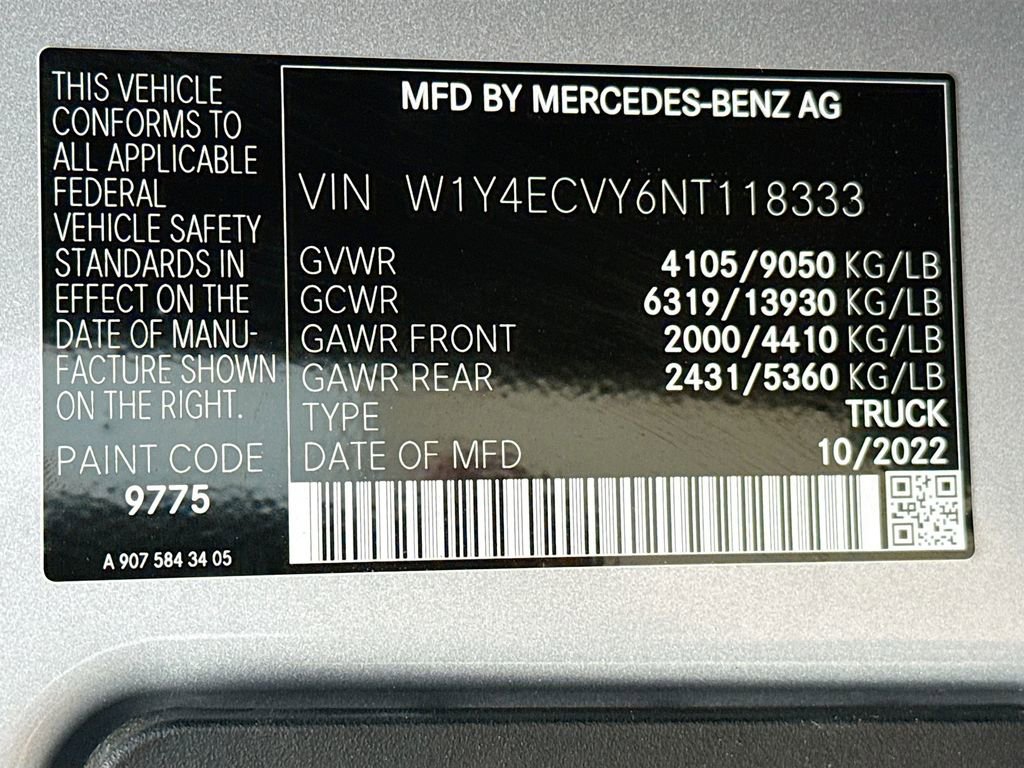 THIS VEHICLE
CONFORMS TO
ALL APPLICABLE
FEDERAL
VEHICLE SAFETY
STANDARDS IN
EFFECT ON THE
DATE OF MANU-
FACTURE SHOWN
ON THE RIGHT.
PAINT CODE
9775
A 907 584 34 05
MFD BY MERCEDES-BENZ AG
VIN W1Y4ECVY6NT118333
GVWR 4105/9050 KG/LB
GCWR 6319/13930 KG/LB
GAWR FRONT 2000/4410 KG/LB
GAWR REAR 2431/5360 KG/LB
TYPE TRUCK
DATE OF MFD 10/2022